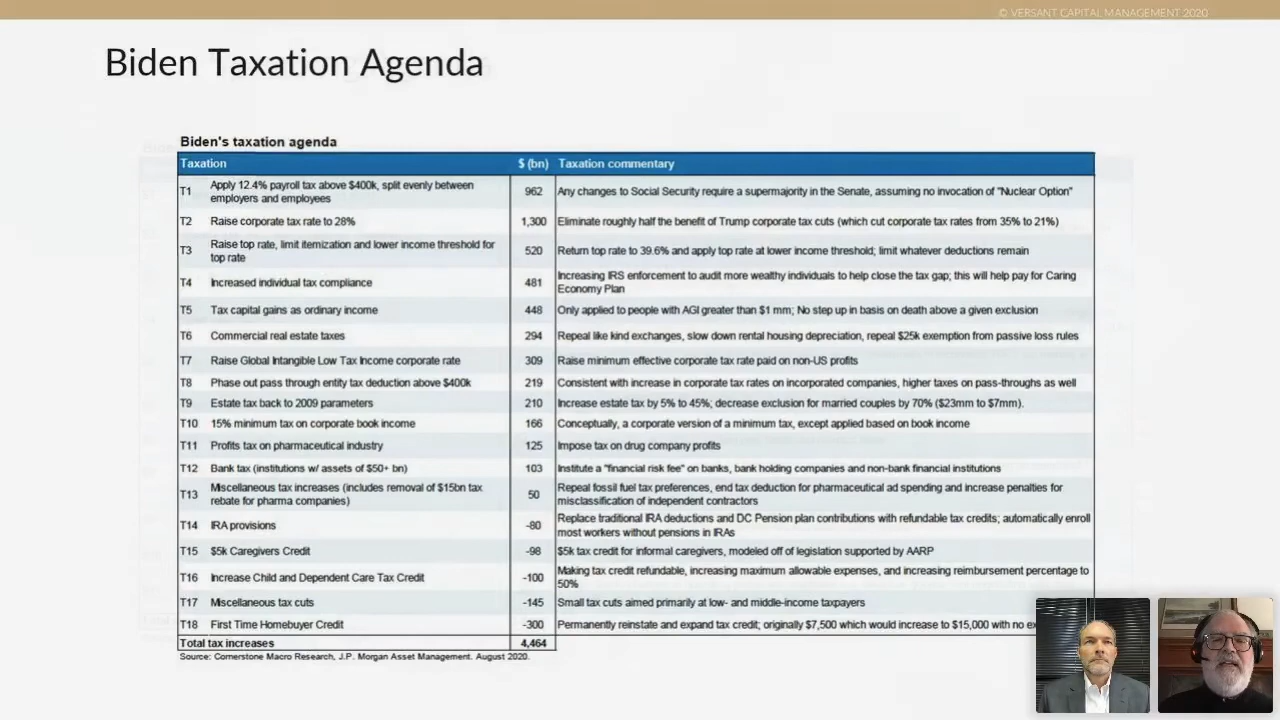 © VERSANT CAPITAL MANAGEMENT 2020
Biden Taxation Agenda
Biden's taxation agenda
Taxation $ (bn) Taxation commentary
T1 Apply 12.4% payroll tax above $400k, split evenly between employers and employees 962 Any changes to Social Security require a supermajority in the Senate, assuming no invocation of "Nuclear Option"
T2 Raise corporate tax rate to 28% 1,300 Eliminate roughly half the benefit of Trump corporate tax cuts (which cut corporate tax rates from 35% to 21%)
T3 Raise top rate, limit itemization and lower income threshold for top rate 520 Return top rate to 39.6% and apply top rate at lower income threshold; limit whatever deductions remain
T4 Increased individual tax compliance 481 Increasing IRS enforcement to audit more wealthy individuals to help close the tax gap; this will help pay for Caring Economy Plan
T5 Tax capital gains as ordinary income 448 Only applied to people with AGI greater than $1 mm; No step up in basis on death above a given exclusion
T6 Commercial real estate taxes 294 Repeal like kind exchanges, slow down rental housing depreciation, repeal $25k exemption from passive loss rules
T7 Raise Global Intangible Low Tax Income corporate rate 309 Raise minimum effective corporate tax rate paid on non-US profits
T8 Phase out pass through entity tax deduction above $400k 219 Consistent with increase in corporate tax rates on incorporated companies, higher taxes on pass-throughs as well
T9 Estate tax back to 2009 parameters 210 Increase estate tax by 5% to 45%; decrease exclusion for married couples by 70% ($23mm to $7mm).
T10 15% minimum tax on corporate book income 166 Conceptually, a corporate version of a minimum tax, except applied based on book income
T11 Profits tax on pharmaceutical industry 125 Impose tax on drug company profits
T12 Bank tax (institutions w/ assets of $50+ bn) 103 Institute a "financial risk fee" on banks, bank holding companies and non-bank financial institutions
T13 Miscellaneous tax increases (includes removal of $15bn tax rebate for pharma companies) 50 Repeal fossil fuel tax preferences, end tax deduction for pharmaceutical ad spending and increase penalties for misclassification of independent contractors
T14 IRA provisions -80 Replace traditional IRA deductions and DC Pension plan contributions with refundable tax credits; automatically enroll most workers without pensions in IRAs
T15 $5k Caregivers Credit -98 $5k tax credit for informal caregivers, modeled off of legislation supported by AARP
T16 Increase Child and Dependent Care Tax Credit -100 Making tax credit refundable, increasing maximum allowable expenses, and increasing reimbursement percentage to 50%
T17 Miscellaneous tax cuts -145 Small tax cuts aimed primarily at low- and middle-income taxpayers
T18 First Time Homebuyer Credit -300 Permanently reinstate and expand tax credit; originally $7,500 which would increase to $15,000 with no
Total tax increases 4,464
Source: Cornerstone Macro Research, J.P. Morgan Asset Management. August 2020.